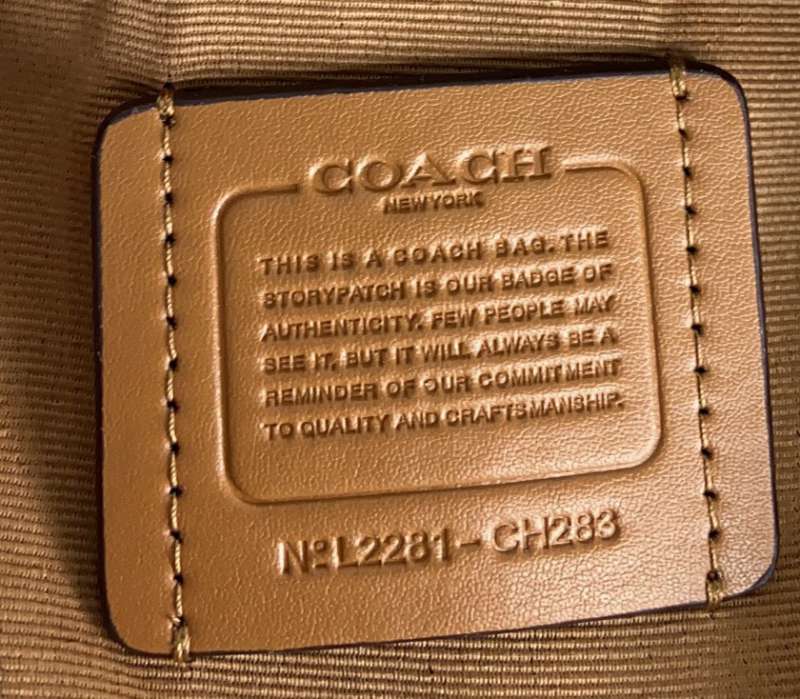 COACH
NEW YORK
THIS IS A COACH BAG. THE
STORYPATCH IS OUR BADGE OF
AUTHENTICITY. FEW PEOPLE MAY
SEE IT, BUT IT WILL ALWAYS BE A
REMINDER OF OUR COMMITMENT
TO QUALITY AND CRAFTSMANSHIP.
Nº L2281-CH283